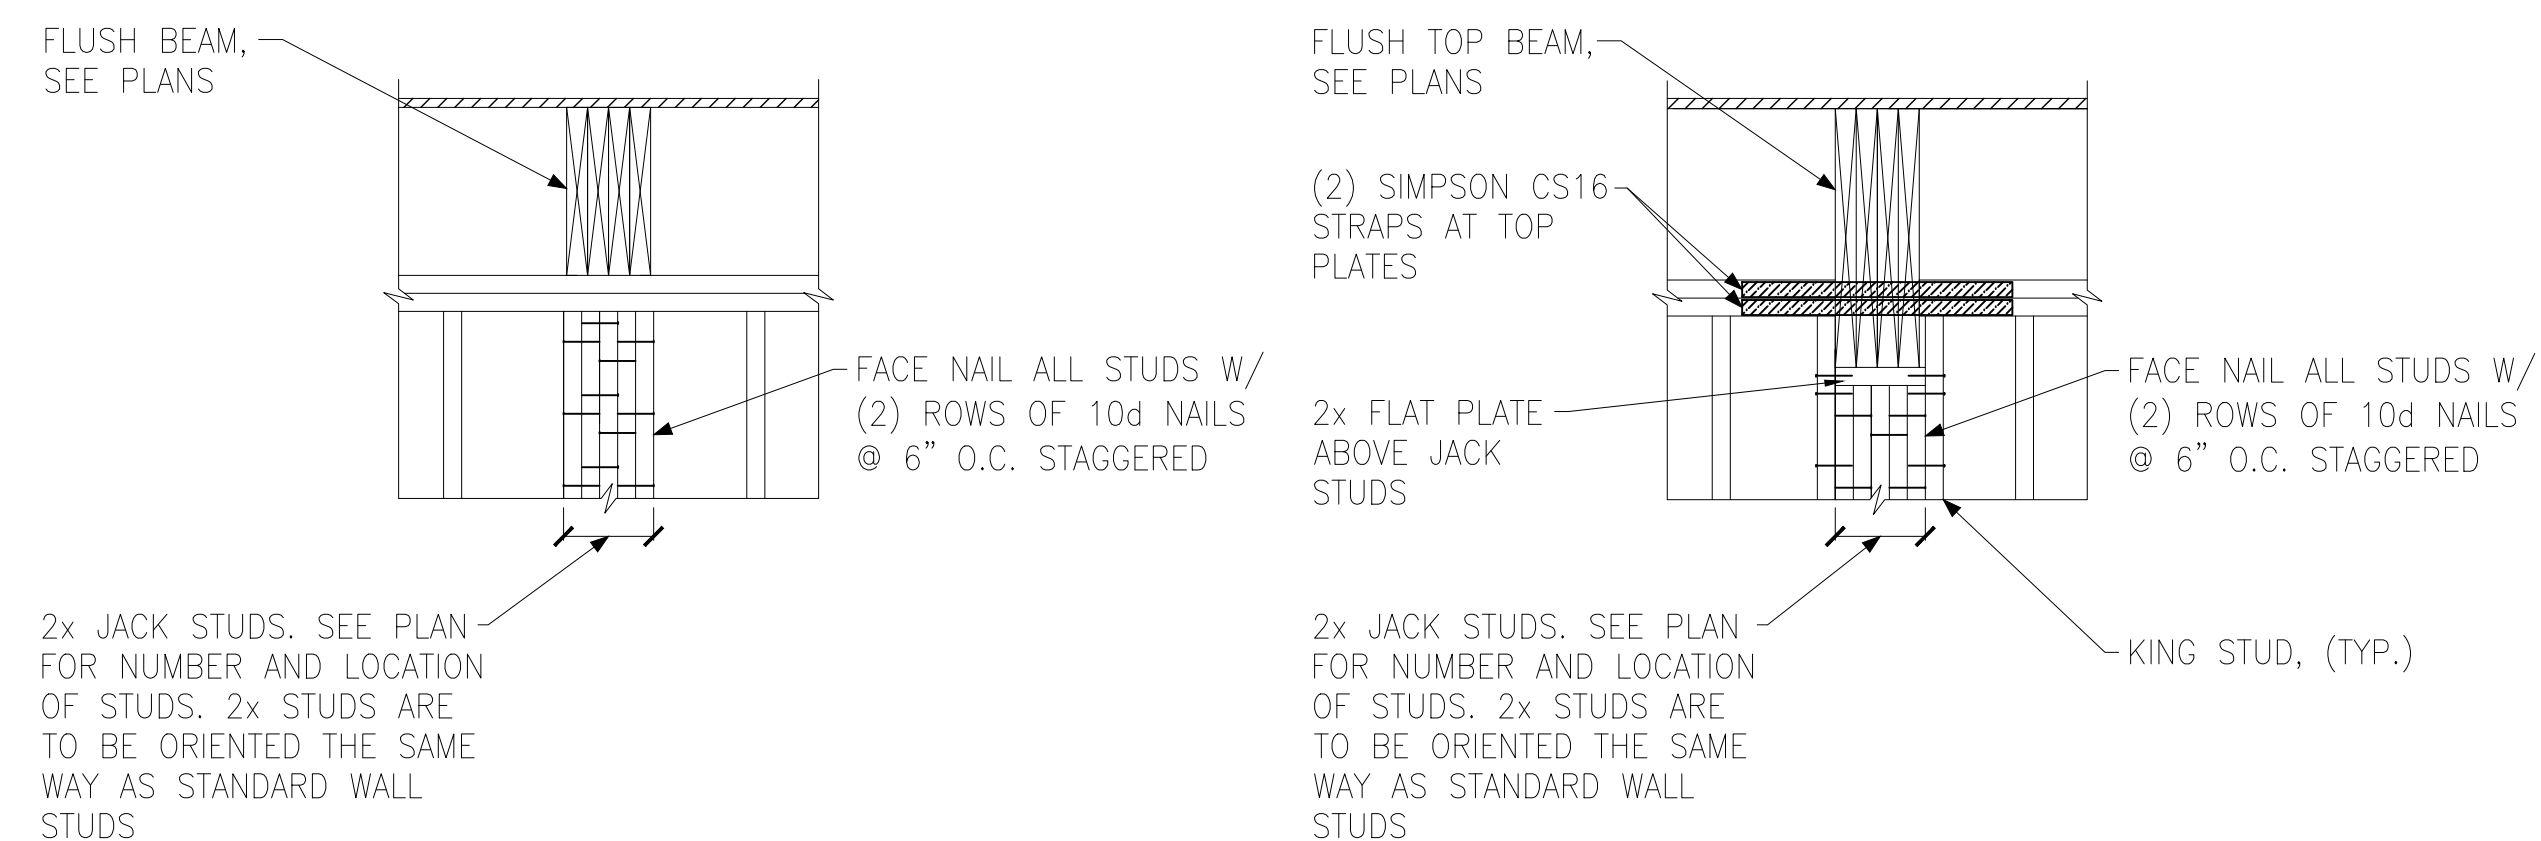 FLUSH BEAM,
SEE PLANS
FACE NAIL ALL STUDS W/
(2) ROWS OF 10d NAILS
@ 6” O.C. STAGGERED
2x JACK STUDS. SEE PLAN
FOR NUMBER AND LOCATION
OF STUDS. 2x STUDS ARE
TO BE ORIENTED THE SAME
WAY AS STANDARD WALL
STUDS
FLUSH TOP BEAM,
SEE PLANS
(2) SIMPSON CS16
STRAPS AT TOP
PLATES
2x FLAT PLATE
ABOVE JACK
STUDS
FACE NAIL ALL STUDS W/
(2) ROWS OF 10d NAILS
@ 6” O.C. STAGGERED
2x JACK STUDS. SEE PLAN
FOR NUMBER AND LOCATION
OF STUDS. 2x STUDS ARE
TO BE ORIENTED THE SAME
WAY AS STANDARD WALL
STUDS
KING STUD, (TYP.)